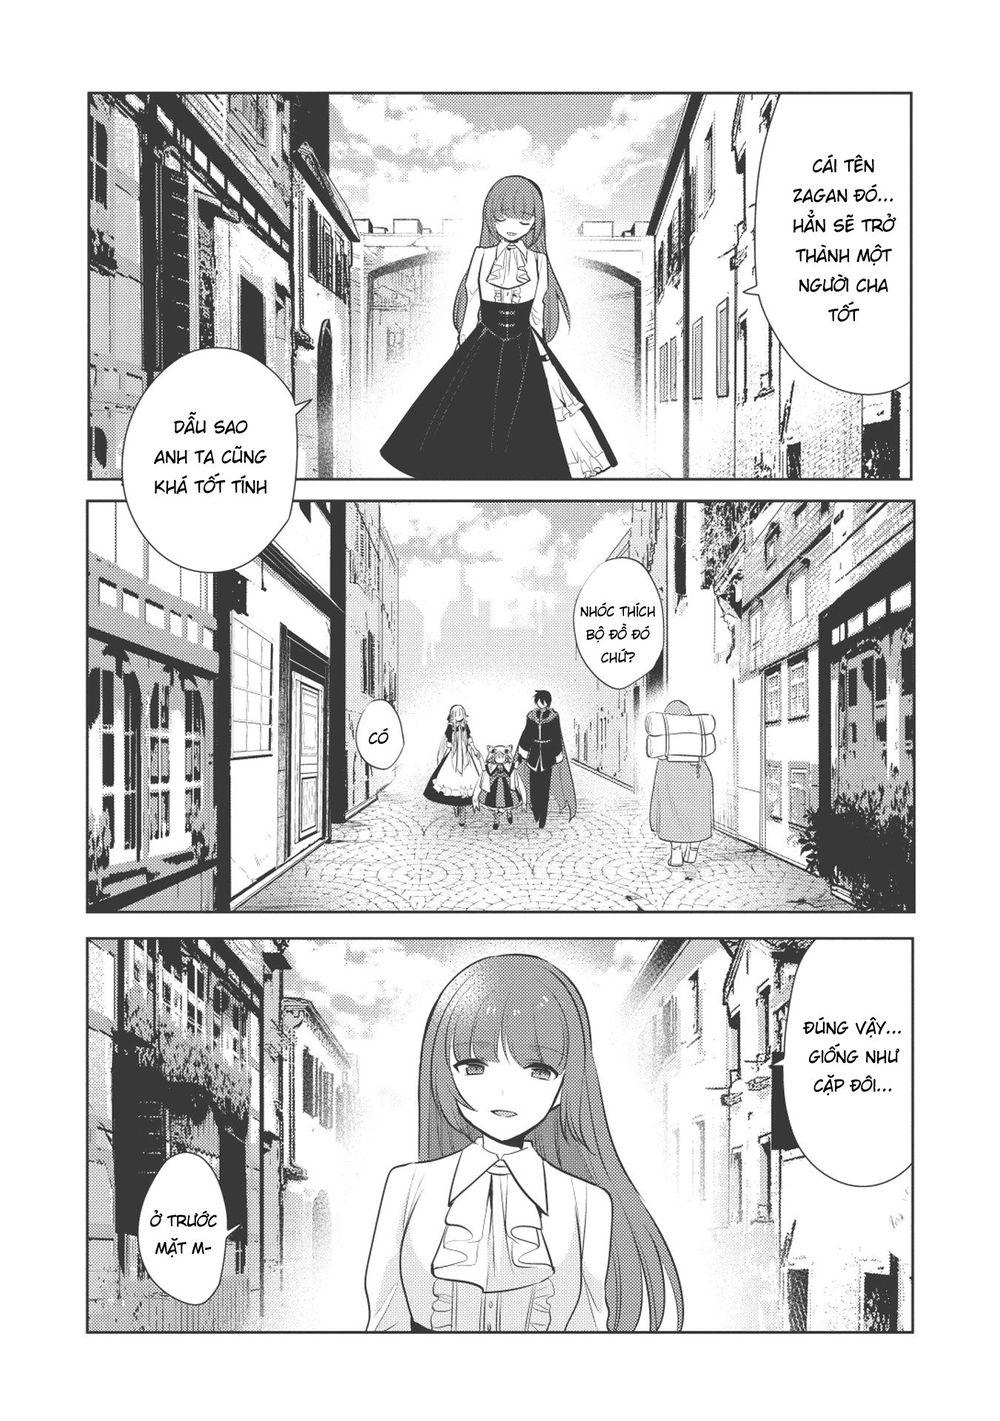 CÁI TÊN
ZAGAN ĐÓ...
HẲN SẼ TRỞ
THÀNH MỘT
NGƯỜI CHA
TỐT
DẪU SAO
ANH TA CŨNG
KHÁ TỐT TÍNH
NHÓC THÍCH
BỘ ĐỒ ĐÓ
CHỨ?
CÓ
ĐÚNG VẬY...
GIỐNG NHƯ
CẶP ĐÔI...
Ở TRƯỚC
MẶT M-